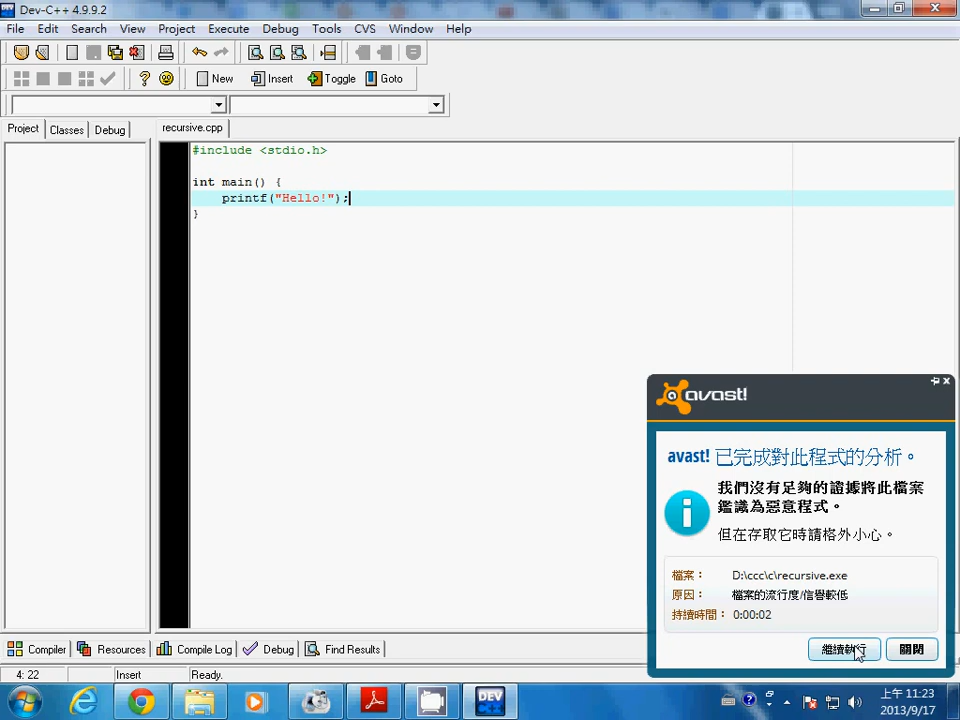 Dev-C++ 4.9.9.2
File Edit Search View Project Execute Debug Tools CVS Window Help
New Insert Toggle Goto
Project Classes Debug recursive.cpp
#include <stdio.h>
int main() {
printf("Hello!");
}
avast!
avast! 已完成對此程式的分析。
我們沒有足夠的證據將此檔案
鑑識為惡意程式。
但在存取它時請格外小心。
檔案： D:\ccc\c\recursive.exe
原因： 檔案的流行度/信譽較低
持續時間： 0:00:02
繼續執行 關閉
Compiler Resources Compile Log Debug Find Results
4: 22 Insert Ready.
DEV
上午 11:23
2013/9/17